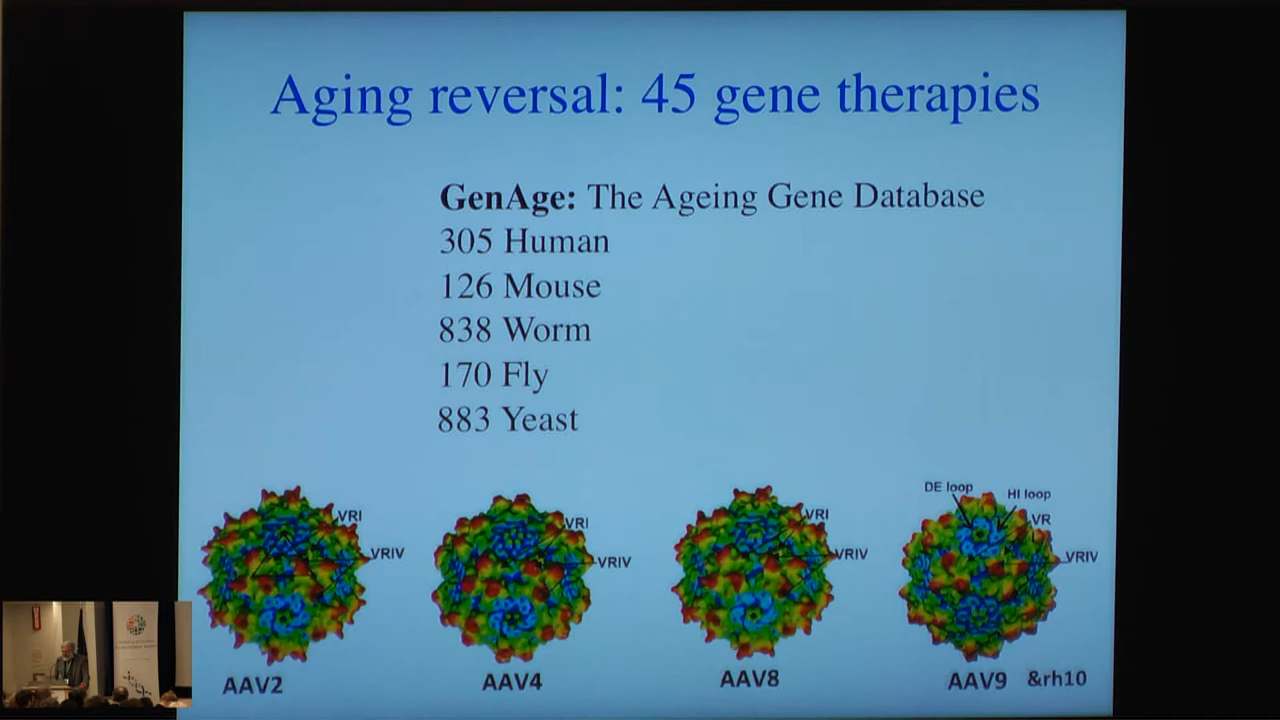 Aging reversal: 45 gene therapies
GenAge: The Ageing Gene Database
305 Human
126 Mouse
838 Worm
170 Fly
883 Yeast
VRI
VRIV
VRI
VRIV
VRI
VRIV
DE loop
HI loop
VR
VRIV
AAV2
AAV4
AAV8
AAV9 &rh10